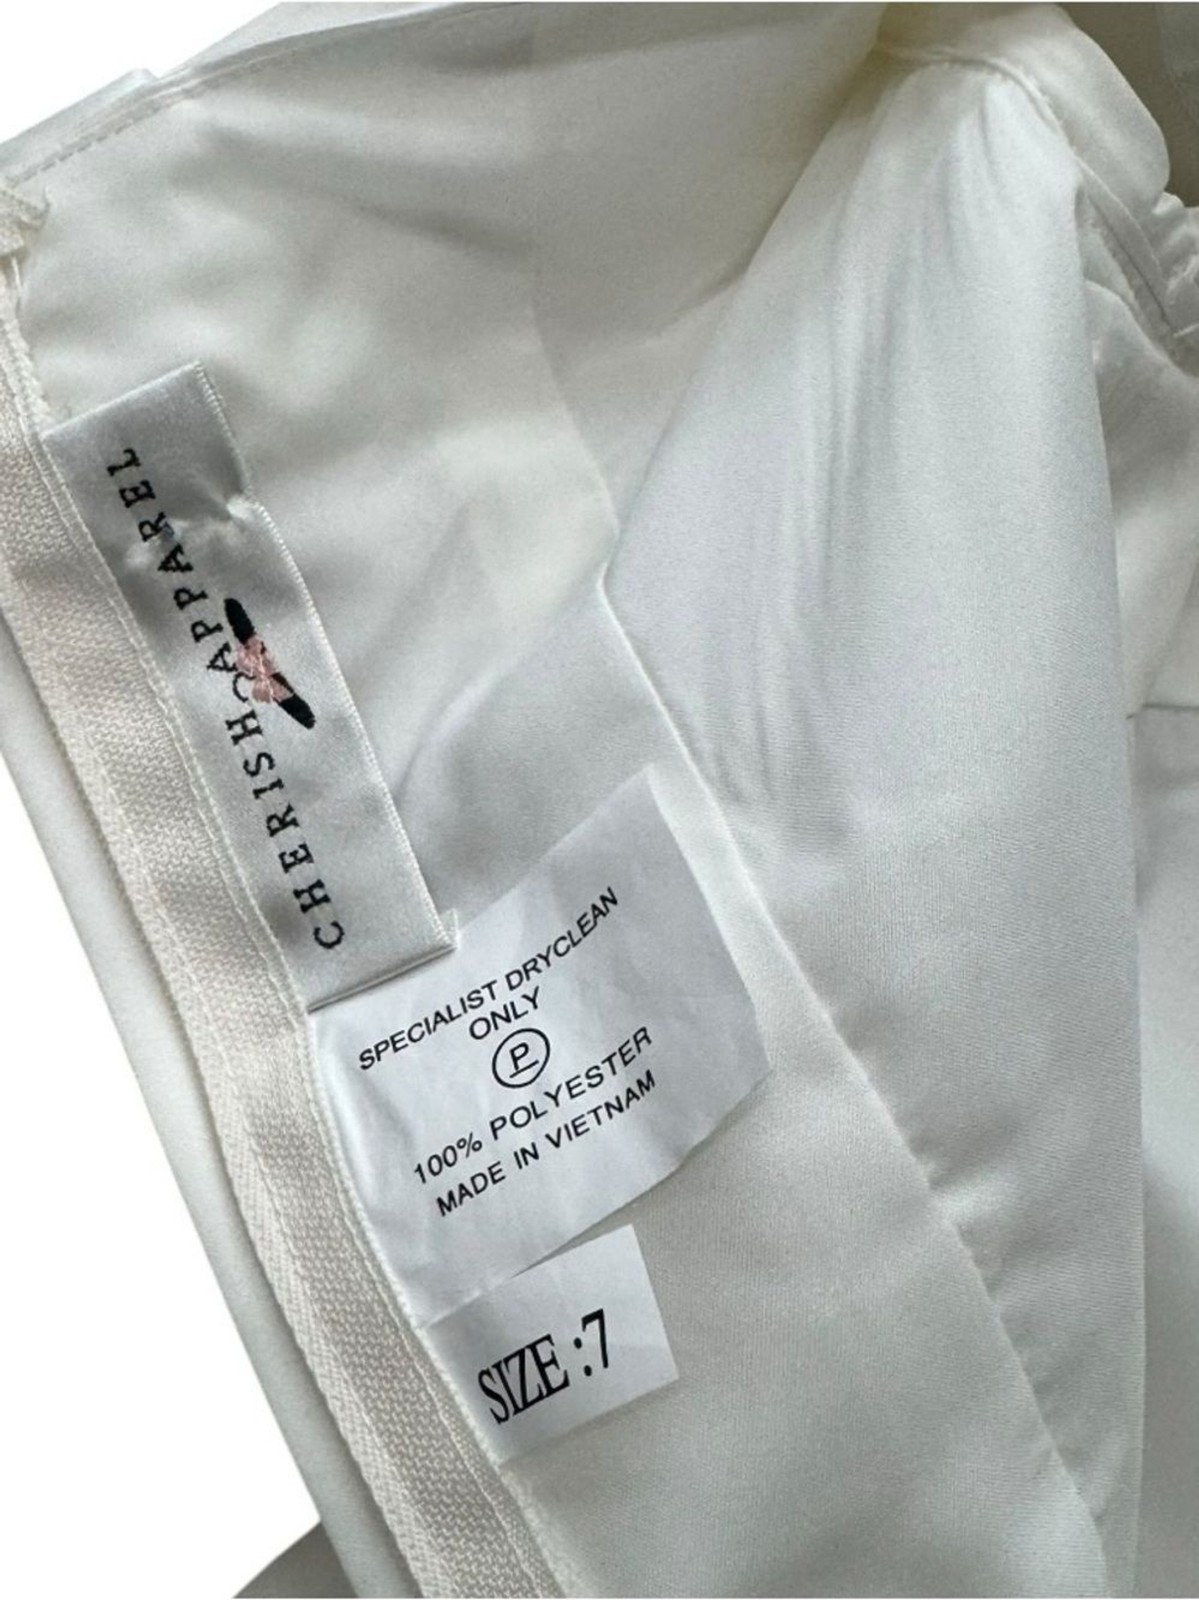 CHERISH APPAREL
SPECIALIST DRYCLEAN
ONLY
P
100% POLYESTER
MADE IN VIETNAM
SIZE :7